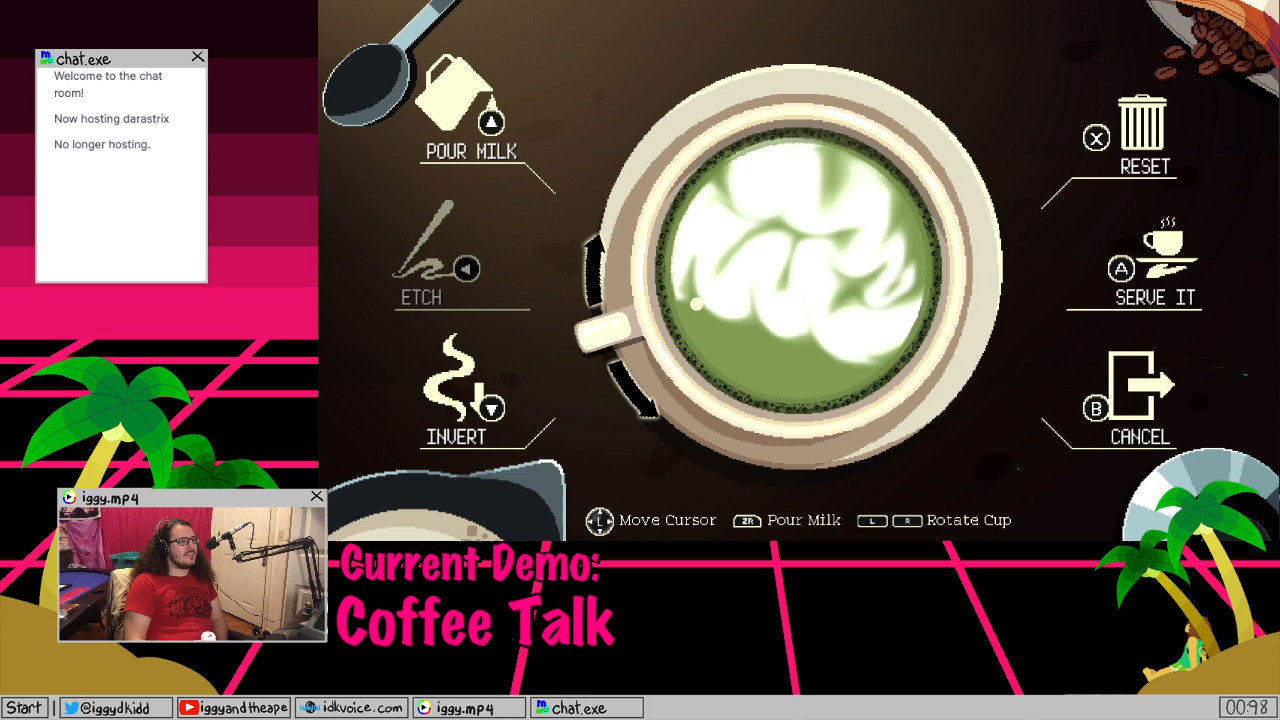 chat.exe
Welcome to the chat
room!
Now hosting darastrix
No longer hosting.
POUR MILK
ETCH
INVERT
X
RESET
A
SERVE IT
B
CANCEL
L
Move Cursor
ZR
Pour Milk
L
R
Rotate Cup
iggy.mp4
Current Demo:
Coffee Talk
Start
@iggydkidd
iggyandtheape
idkvoice.com
iggy.mp4
chat.exe
00:98